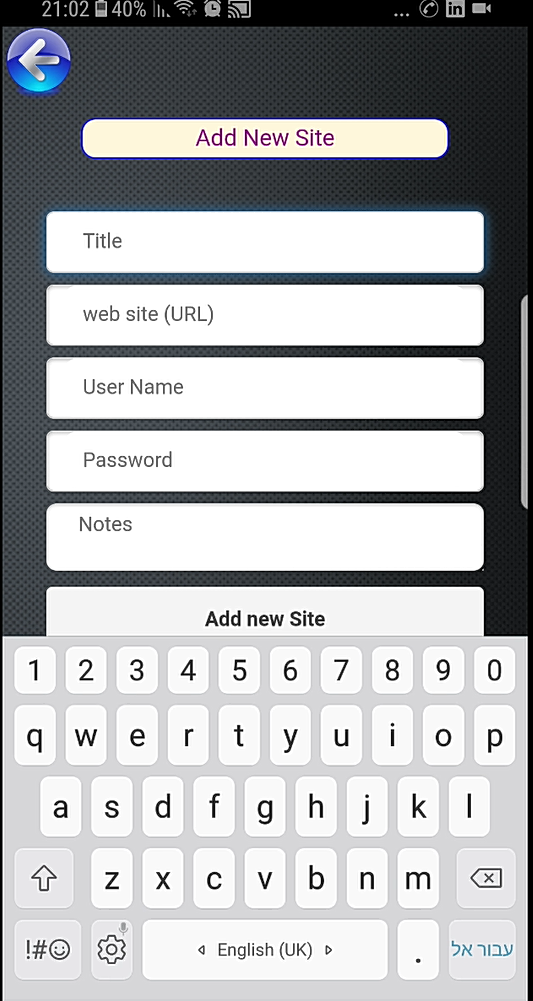 21:02 40% ...
Add New Site
Title
web site (URL)
User Name
Password
Notes
Add new Site
1 2 3 4 5 6 7 8 9 0
q w e r t y u i o p
a s d f g h j k l
z x c v b n m
!#☺ English (UK) . עבור אל